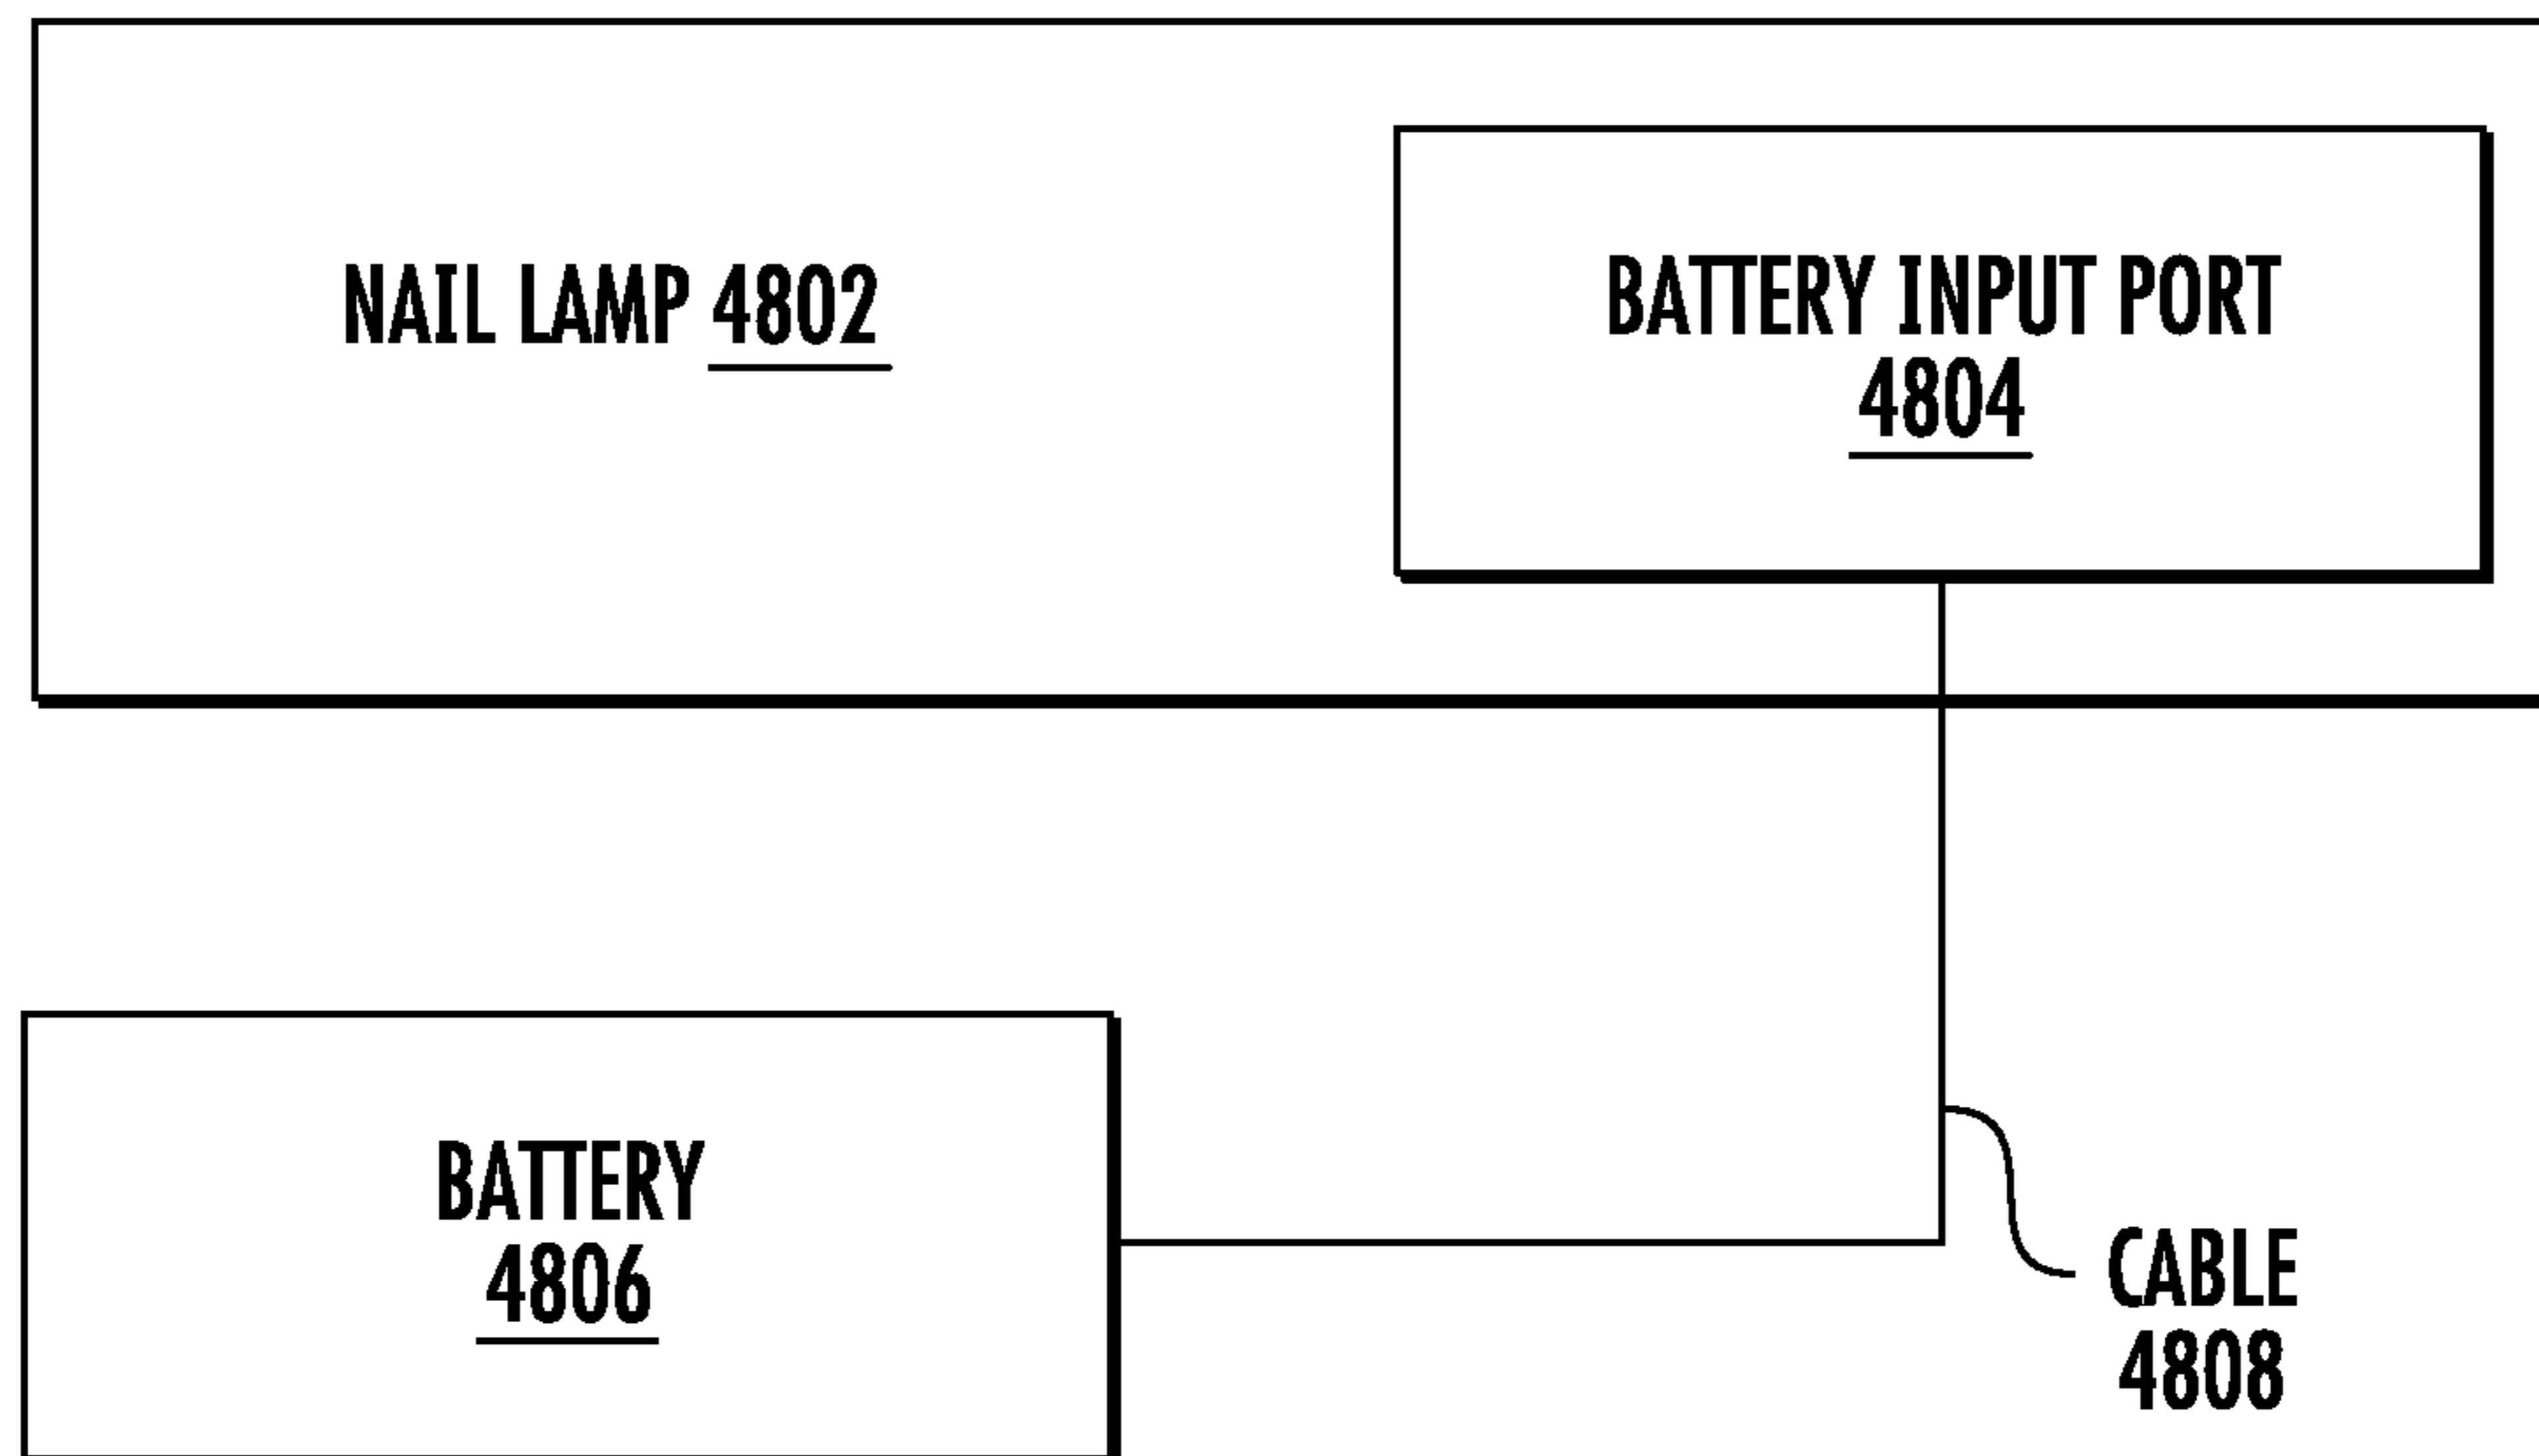 NAIL LAMP 4802
BATTERY INPUT PORT
4804
BATTERY
4806
CABLE
4808